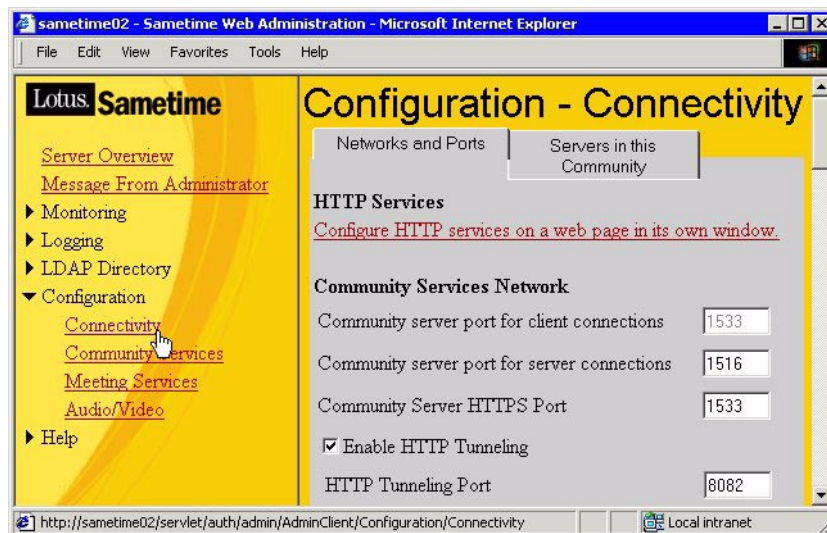 sametime02 - Sametime Web Administration - Microsoft Internet Explorer
File Edit View Favorites Tools Help
Lotus. Sametime
Server Overview
Message From Administrator
Monitoring
Logging
LDAP Directory
Configuration
Connectivity
Community Services
Meeting Services
Audio/Video
Help
Configuration - Connectivity
Networks and Ports
Servers in this
Community
HTTP Services
Configure HTTP services on a web page in its own window.
Community Services Network
Community server port for client connections 1533
Community server port for server connections 1516
Community Server HTTPS Port 1533
Enable HTTP Tunneling
HTTP Tunneling Port 8082
http://sametime02/servlet/auth/admin/AdminClient/Configuration/Connectivity
Local intranet